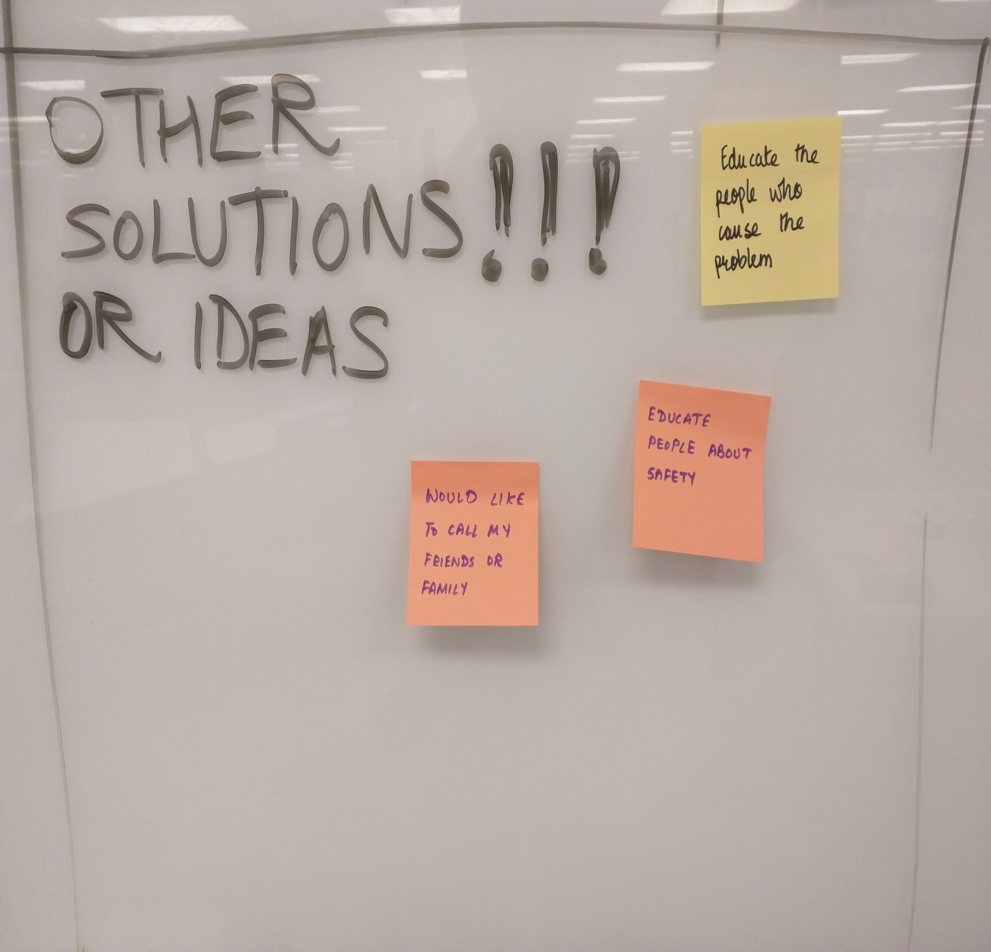 OTHER
SOLUTIONS!!!
OR IDEAS
Educate the
people who
cause the
problem
EDUCATE
PEOPLE ABOUT
SAFETY
WOULD LIKE
TO CALL MY
FRIENDS OR
FAMILY